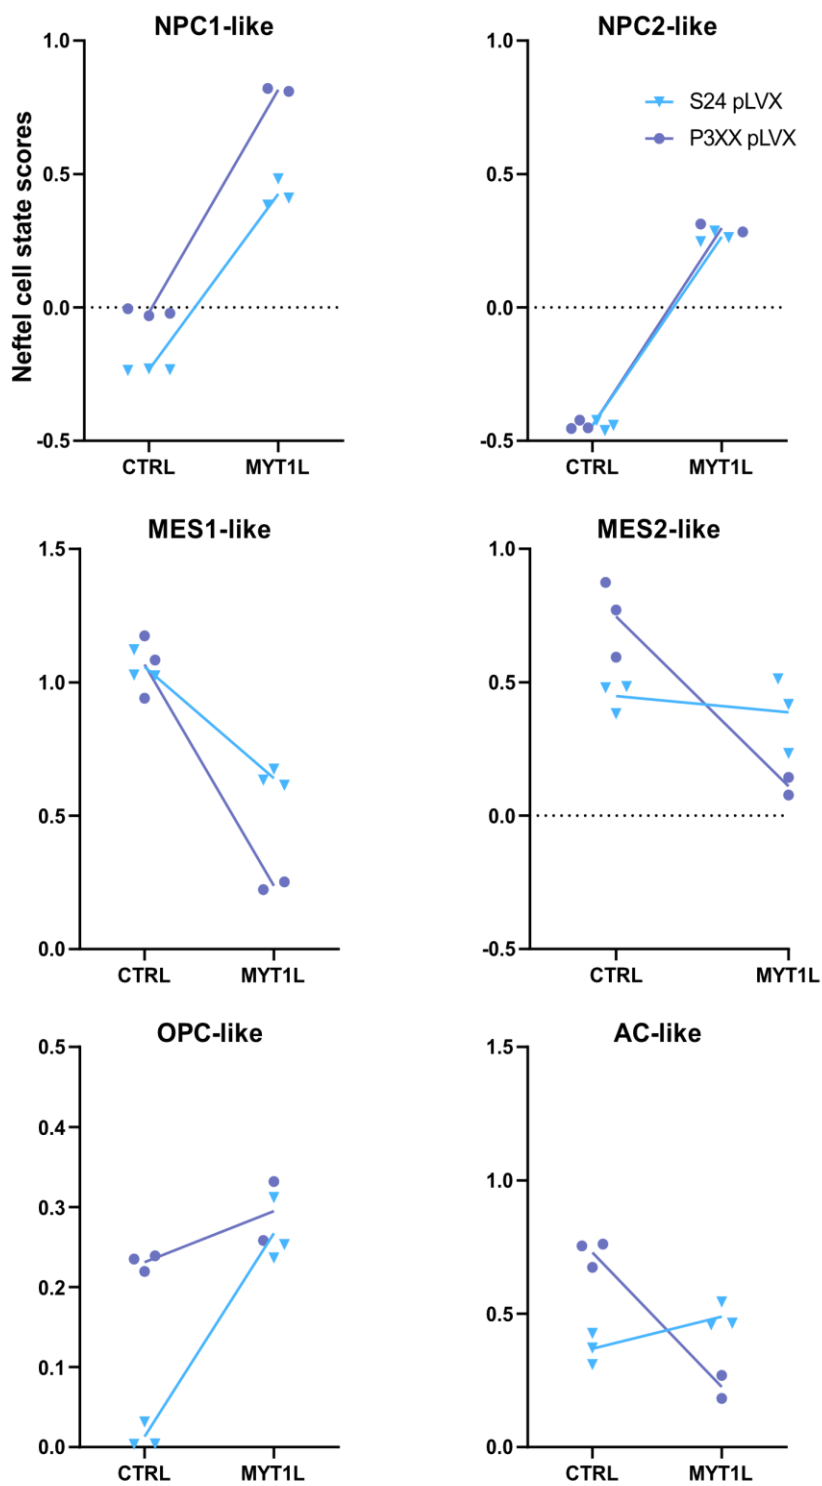 NPC1-like
NPC2-like
Neftel cell state scores
1.0
0.5
0.0
-0.5
CTRL
MYT1L
1.0
0.5
0.0
-0.5
S24 pLVX
P3XX pLVX
CTRL
MYT1L
MES1-like
MES2-like
1.5
1.0
0.5
0.0
CTRL
MYT1L
1.0
0.5
0.0
-0.5
CTRL
MYT1L
OPC-like
AC-like
0.5
0.4
0.3
0.2
0.1
0.0
CTRL
MYT1L
1.5
1.0
0.5
0.0
CTRL
MYT1L